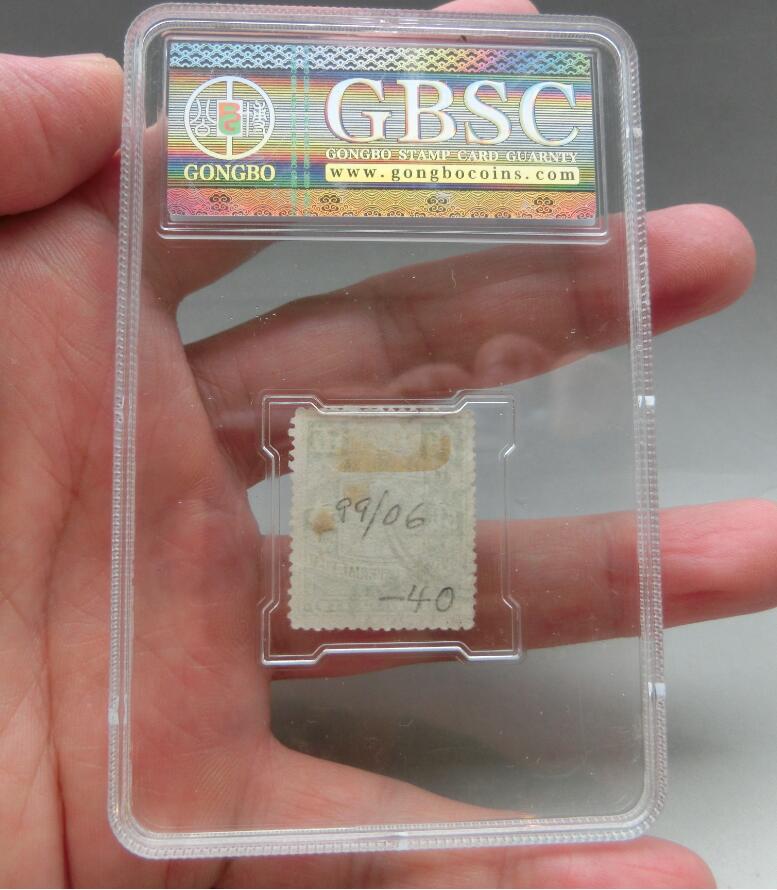 GBSC
GONGBO STAMP CARD GUARNTY
GONGBO
www.gongbocoins.com
99/06
-40